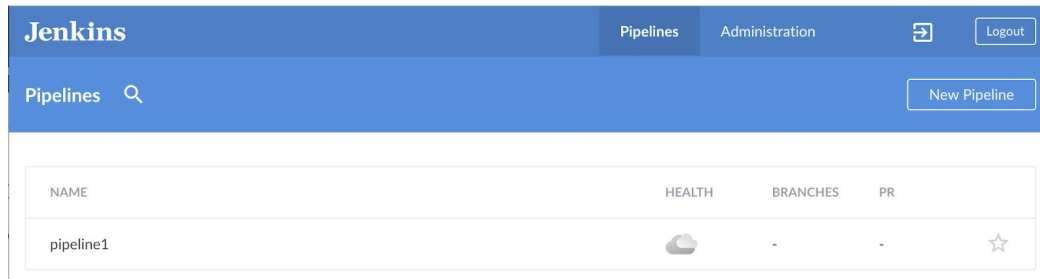 Jenkins Pipelines Administration Logout
Pipelines New Pipeline
NAME HEALTH BRANCHES PR
pipeline1 - -